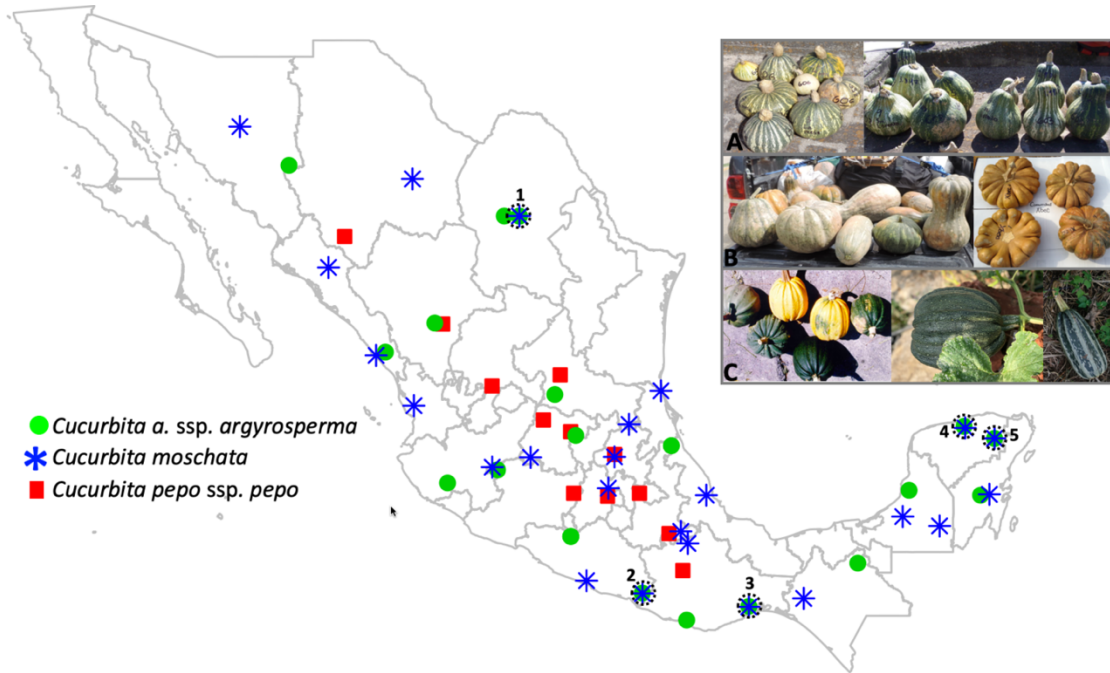 A
B
C
1
4
5
Cucurbita a. ssp. argyrosperma
Cucurbita moschata
Cucurbita pepo ssp. pepo
2
3